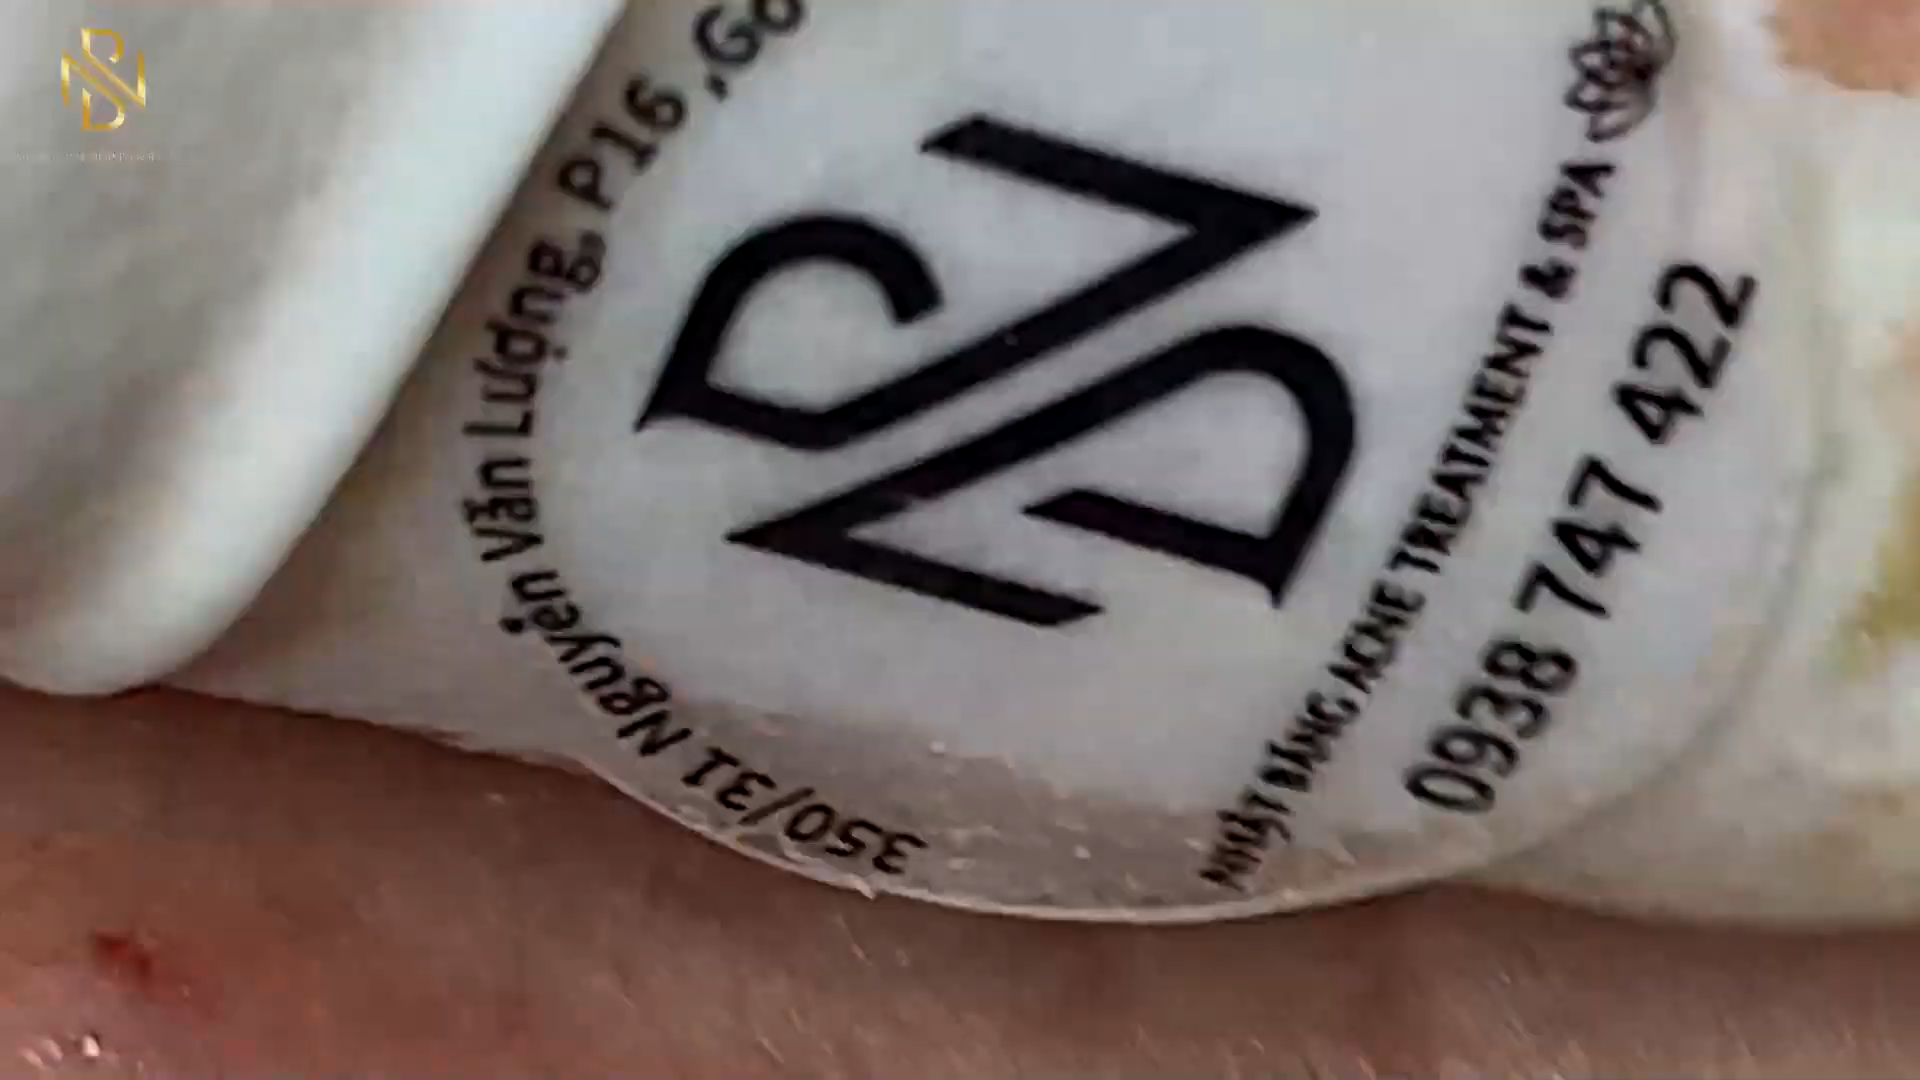 350/31 Nguyễn Văn Lượng, P16 ,Gò
NHẬT BẰNG ACNE TREATMENT & SPA
0938 747 422